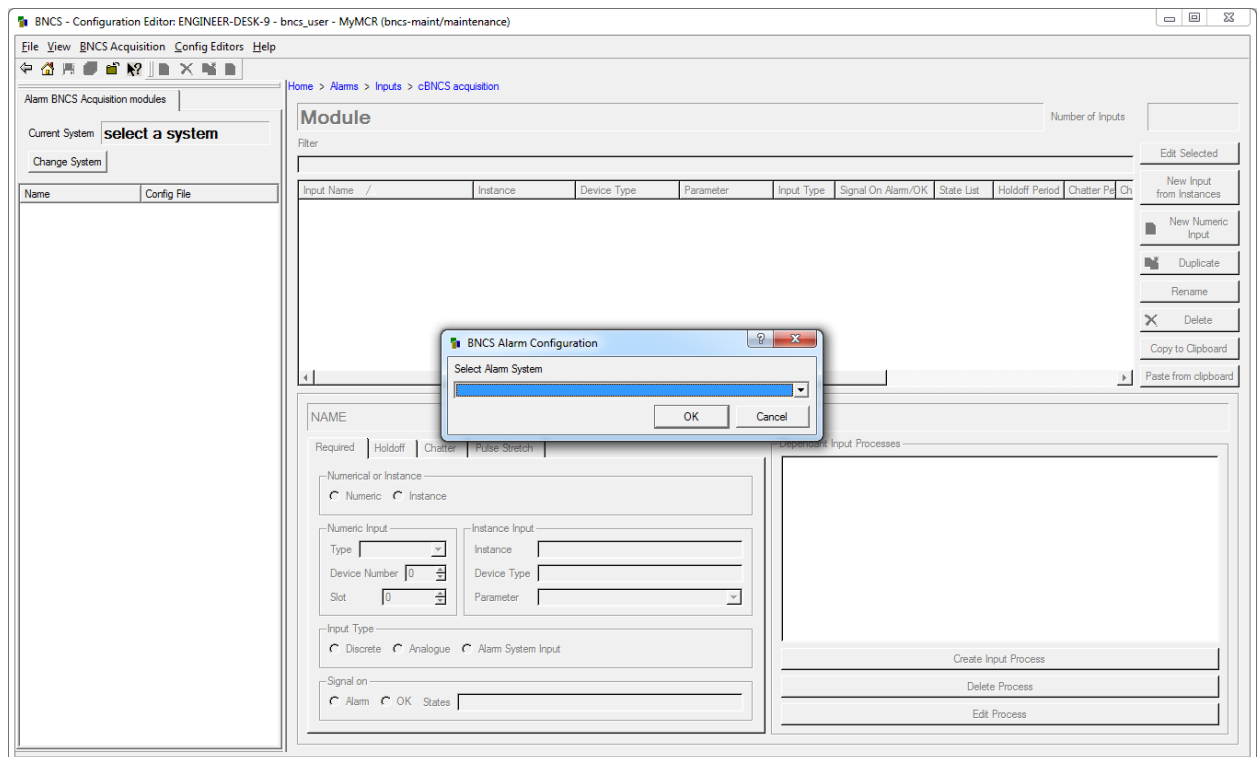 BNCS - Configuration Editor: ENGINEER-DESK-9 - bncs_user - MyMCR (bncs-maint/maintenance)
File View BNCS Acquisition Config Editors Help
Home > Alarms > Inputs > cBNCS acquisition
Alarm BNCS Acquisition modules
Current System select a system
Change System
Name Config File
Module
Number of Inputs
Filter
Input Name / Instance Device Type Parameter Input Type Signal On Alarm/OK State List Holdoff Period Chatter Pe Ch
Edit Selected
New Input
from Instances
New Numeric
Input
Duplicate
Rename
Delete
Copy to Clipboard
Paste from clipboard
BNCS Alarm Configuration
Select Alarm System
OK Cancel
NAME
Required Holdoff Chatter Pulse Stretch
Numerical or Instance
Numeric Instance
Numeric Input
Type
Device Number 0
Slot 0
Instance Input
Instance
Device Type
Parameter
Input Type
Discrete Analogue Alarm System Input
Signal on
Alarm OK States
Dependant Input Processes
Create Input Process
Delete Process
Edit Process